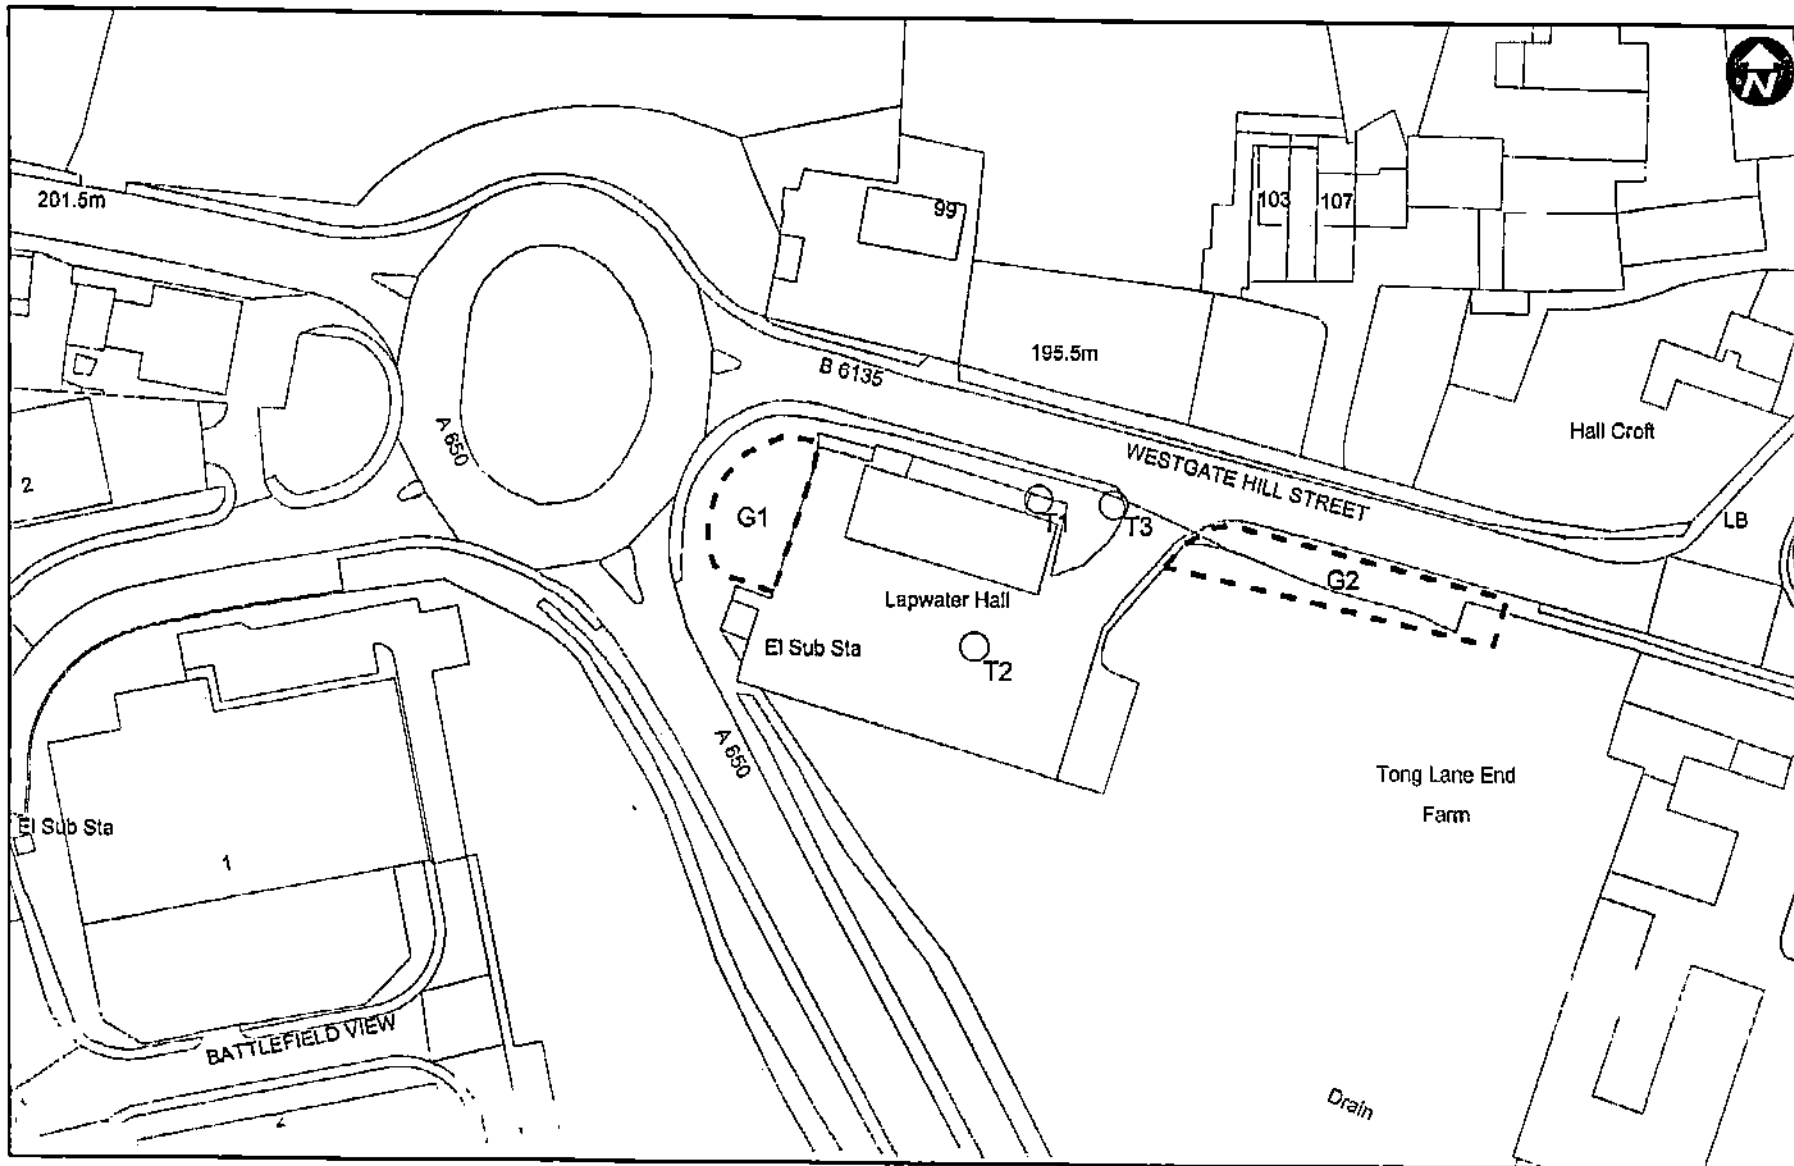 N
201.5m
99
103
107
195.5m
B 6135
A 650
Hall Croft
WESTGATE HILL STREET
LB
2
G1
T1
T3
G2
Lapwater Hall
El Sub Sta
T2
A 650
Tong Lane End
Farm
El Sub Sta
1
BATTLEFIELD VIEW
Drain